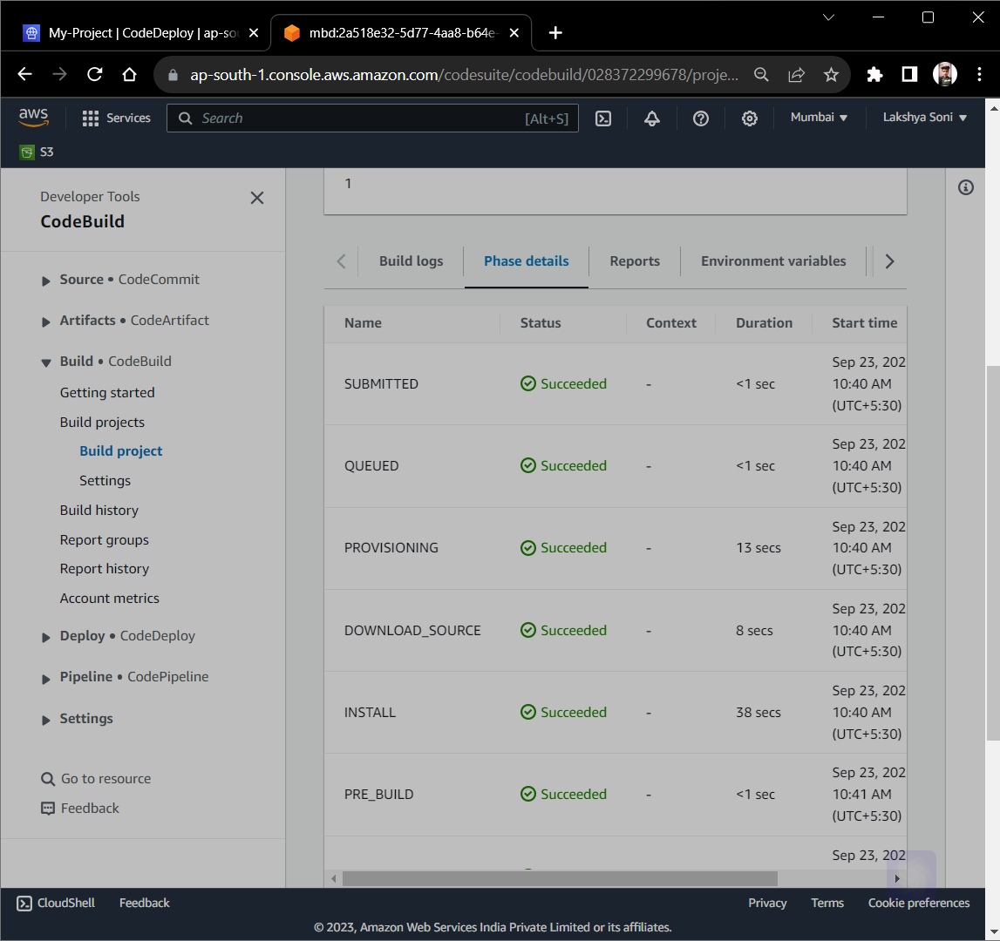 My-Project | CodeDeploy | ap-sou
mbd:2a518e32-5d77-4aa8-b64e-
ap-south-1.console.aws.amazon.com/codesuite/codebuild/028372299678/proje...
aws
Services
Search
[Alt+S]
Mumbai
Lakshya Soni
S3
Developer Tools
CodeBuild
Source • CodeCommit
Artifacts • CodeArtifact
Build • CodeBuild
Getting started
Build projects
Build project
Settings
Build history
Report groups
Report history
Account metrics
Deploy • CodeDeploy
Pipeline • CodePipeline
Settings
Go to resource
Feedback
1
Build logs
Phase details
Reports
Environment variables
Name Status Context Duration Start time
SUBMITTED Succeeded - <1 sec Sep 23, 202
10:40 AM
(UTC+5:30)
QUEUED Succeeded - <1 sec Sep 23, 202
10:40 AM
(UTC+5:30)
PROVISIONING Succeeded - 13 secs Sep 23, 202
10:40 AM
(UTC+5:30)
DOWNLOAD_SOURCE Succeeded - 8 secs Sep 23, 202
10:40 AM
(UTC+5:30)
INSTALL Succeeded - 38 secs Sep 23, 202
10:40 AM
(UTC+5:30)
PRE_BUILD Succeeded - <1 sec Sep 23, 202
10:41 AM
(UTC+5:30)
Sep 23, 202
CloudShell
Feedback
Privacy
Terms
Cookie preferences
© 2023, Amazon Web Services India Private Limited or its affiliates.